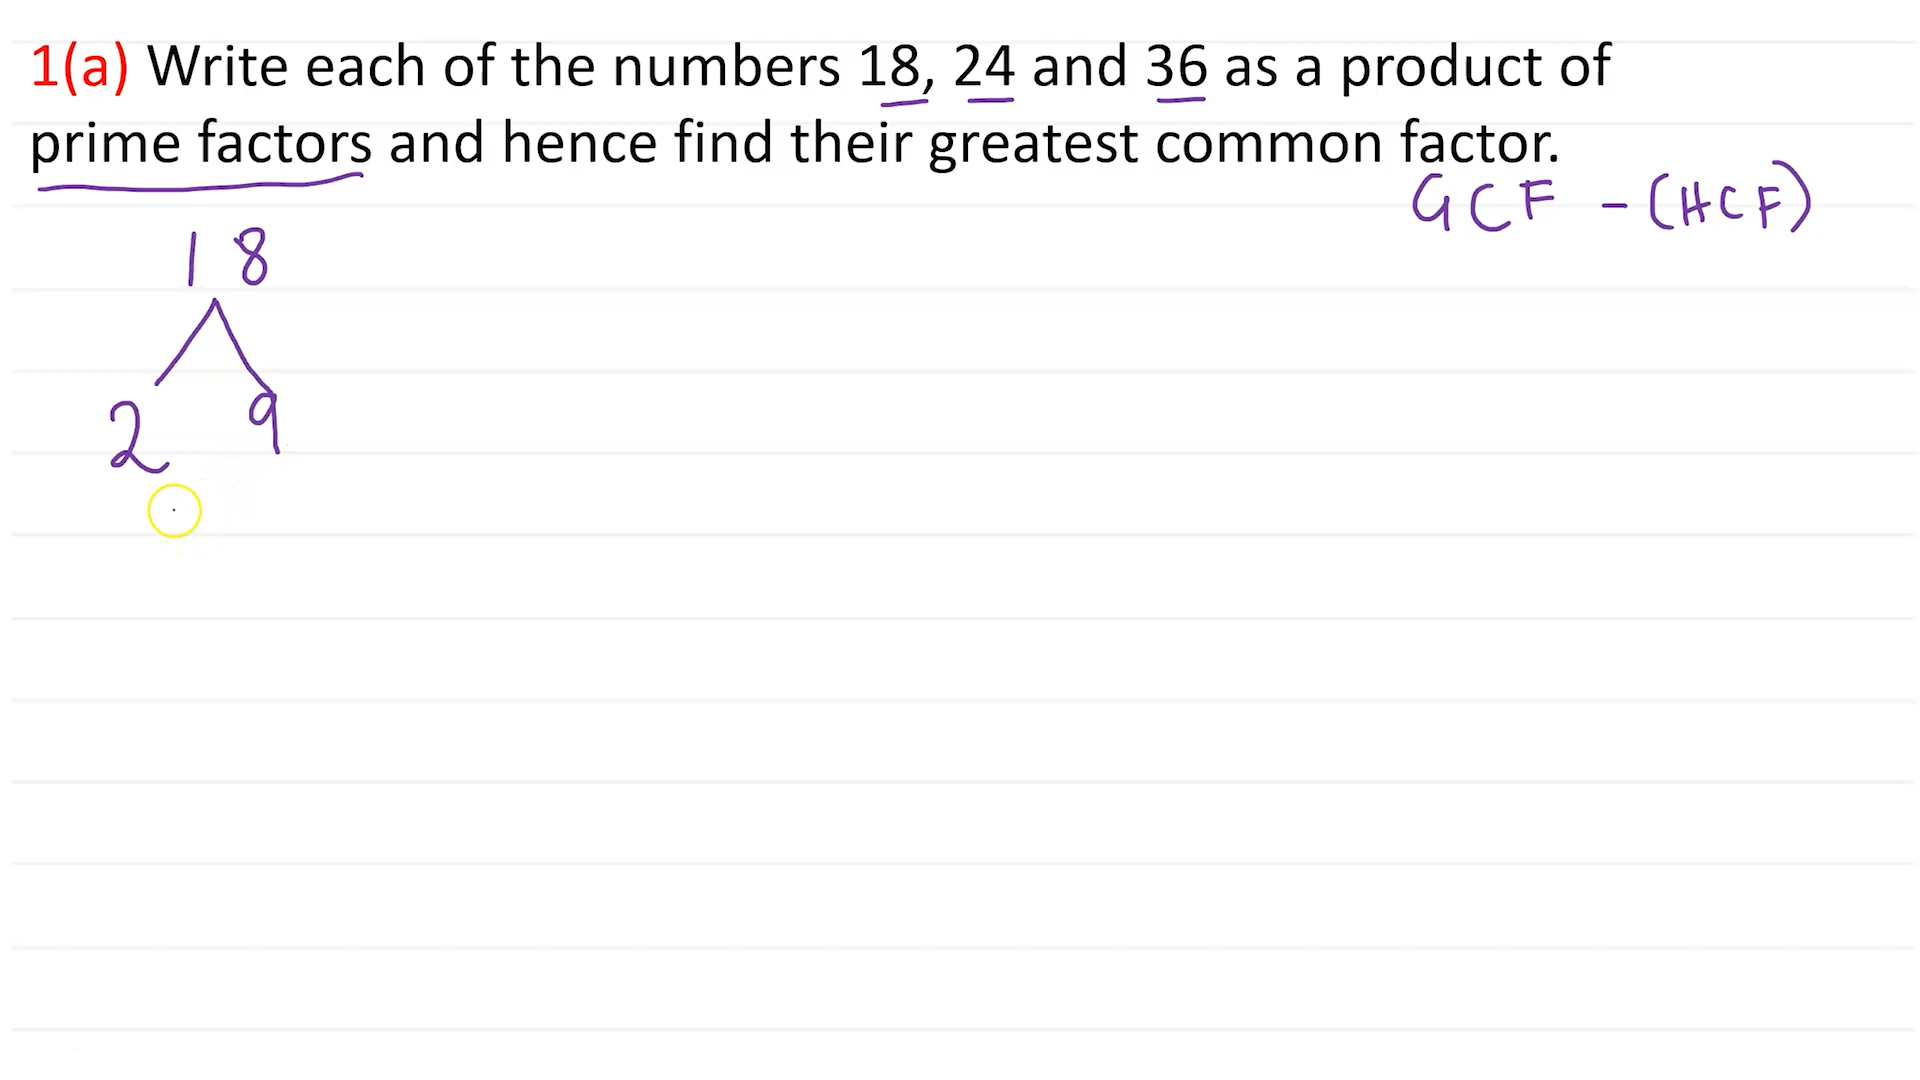 1(a) Write each of the numbers 18, 24 and 36 as a product of
prime factors and hence find their greatest common factor.
GCF - (HCF)
18
2 9